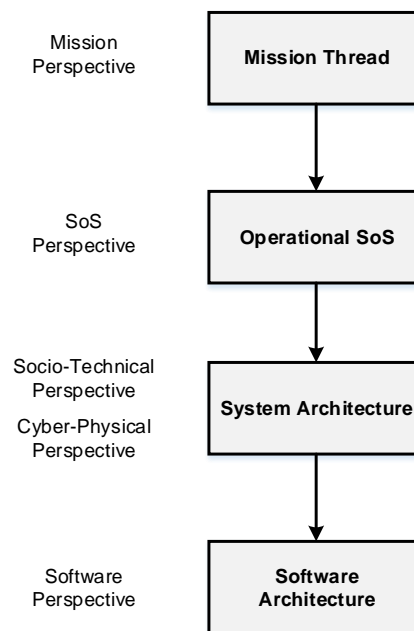 Mission
Perspective
Mission Thread
SoS
Perspective
Operational SoS
Socio-Technical
Perspective
Cyber-Physical
Perspective
System Architecture
Software
Perspective
Software
Architecture